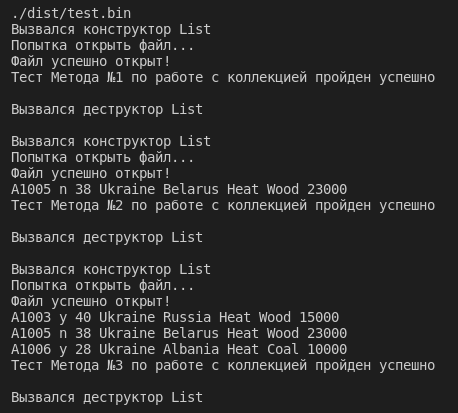 ./dist/test.bin
Вызвался конструктор List
Попытка открыть файл...
Файл успешно открыт!
Тест Метода №1 по работе с коллекцией пройден успешно
Вызвался деструктор List
Вызвался конструктор List
Попытка открыть файл...
Файл успешно открыт!
A1005 n 38 Ukraine Belarus Heat Wood 23000
Тест Метода №2 по работе с коллекцией пройден успешно
Вызвался деструктор List
Вызвался конструктор List
Попытка открыть файл...
Файл успешно открыт!
A1003 y 40 Ukraine Russia Heat Wood 15000
A1005 n 38 Ukraine Belarus Heat Wood 23000
A1006 y 28 Ukraine Albania Heat Coal 10000
Тест Метода №3 по работе с коллекцией пройден успешно
Вызвался деструктор List